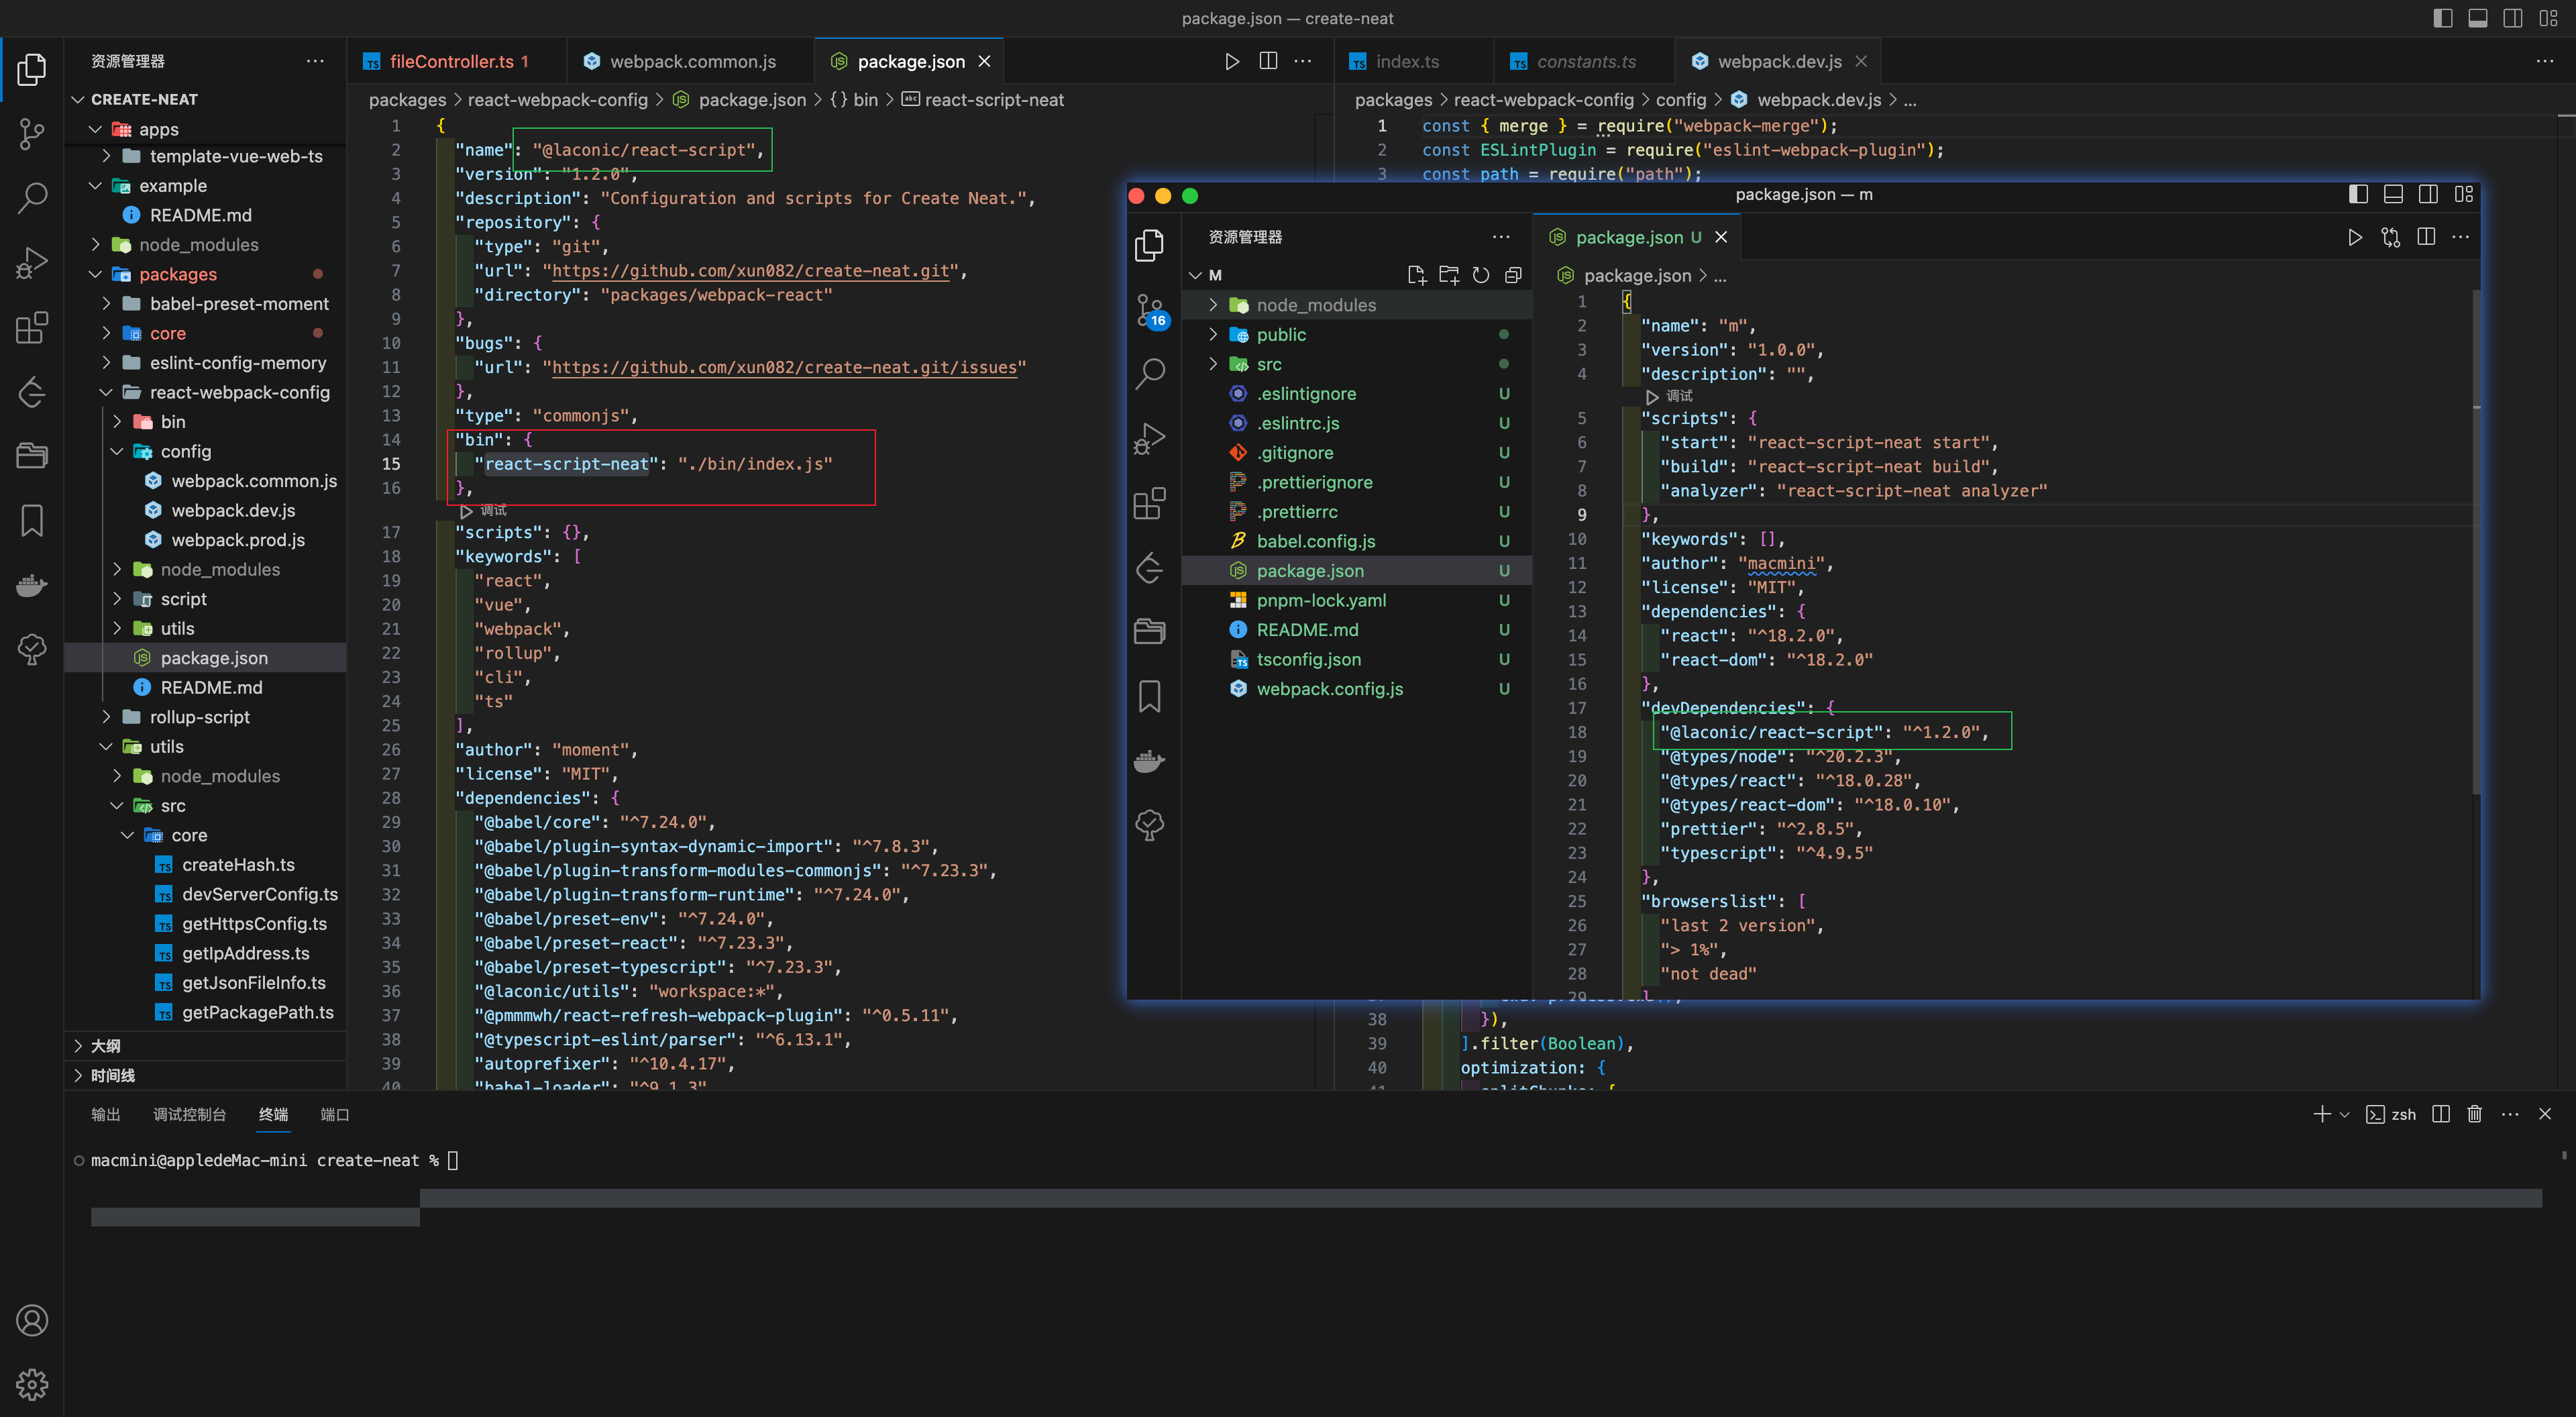 package.json — create-neat
资源管理器
CREATE-NEAT
apps
template-vue-web-ts
example
README.md
node_modules
packages
babel-preset-moment
core
eslint-config-memory
react-webpack-config
bin
config
webpack.common.js
webpack.dev.js
webpack.prod.js
node_modules
script
utils
package.json
README.md
rollup-script
utils
node_modules
src
core
createHash.ts
devServerConfig.ts
getHttpsConfig.ts
getIpAddress.ts
getJsonFileInfo.ts
getPackagePath.ts
大纲
时间线
fileController.ts 1
webpack.common.js
package.json
packages > react-webpack-config > package.json > {} bin > react-script-neat
1 {
2 "name": "@laconic/react-script",
3 "version": "1.2.0",
4 "description": "Configuration and scripts for Create Neat.",
5 "repository": {
6 "type": "git",
7 "url": "https://github.com/xun082/create-neat.git",
8 "directory": "packages/webpack-react"
9 },
10 "bugs": {
11 "url": "https://github.com/xun082/create-neat.git/issues"
12 },
13 "type": "commonjs",
14 "bin": {
15 "react-script-neat": "./bin/index.js"
16 },
调试
17 "scripts": {},
18 "keywords": [
19 "react",
20 "vue",
21 "webpack",
22 "rollup",
23 "cli",
24 "ts"
25 ],
26 "author": "moment",
27 "license": "MIT",
28 "dependencies": {
29 "@babel/core": "^7.24.0",
30 "@babel/plugin-syntax-dynamic-import": "^7.8.3",
31 "@babel/plugin-transform-modules-commonjs": "^7.23.3",
32 "@babel/plugin-transform-runtime": "^7.24.0",
33 "@babel/preset-env": "^7.24.0",
34 "@babel/preset-react": "^7.23.3",
35 "@babel/preset-typescript": "^7.23.3",
36 "@laconic/utils": "workspace:*",
37 "@pmmmwh/react-refresh-webpack-plugin": "^0.5.11",
38 "@typescript-eslint/parser": "^6.13.1",
39 "autoprefixer": "^10.4.17",
40 "babel-loader": "^9.1.3"
index.ts
constants.ts
webpack.dev.js
packages > react-webpack-config > config > webpack.dev.js > ...
1 const { merge } = require("webpack-merge");
2 const ESLintPlugin = require("eslint-webpack-plugin");
3 const path = require("path");
package.json — m
资源管理器
M
16
node_modules
public
src
.eslintignore U
.eslintrc.js U
.gitignore U
.prettierignore U
.prettierrc U
babel.config.js U
package.json U
pnpm-lock.yaml U
README.md U
tsconfig.json U
webpack.config.js U
package.json U
package.json > ...
1 {
2 "name": "m",
3 "version": "1.0.0",
4 "description": "",
调试
5 "scripts": {
6 "start": "react-script-neat start",
7 "build": "react-script-neat build",
8 "analyzer": "react-script-neat analyzer"
9 },
10 "keywords": [],
11 "author": "macmini",
12 "license": "MIT",
13 "dependencies": {
14 "react": "^18.2.0",
15 "react-dom": "^18.2.0"
16 },
17 "devDependencies": {
18 "@laconic/react-script": "^1.2.0",
19 "@types/node": "^20.2.3",
20 "@types/react": "^18.0.28",
21 "@types/react-dom": "^18.0.10",
22 "prettier": "^2.8.5",
23 "typescript": "^4.9.5"
24 },
25 "browserslist": [
26 "last 2 version",
27 "> 1%",
28 "not dead"
29 ]
38 }),
39 ].filter(Boolean),
40 optimization: {
41 splitChunks: {
输出 调试控制台 终端 端口
zsh
macmini@appledeMac-mini create-neat %